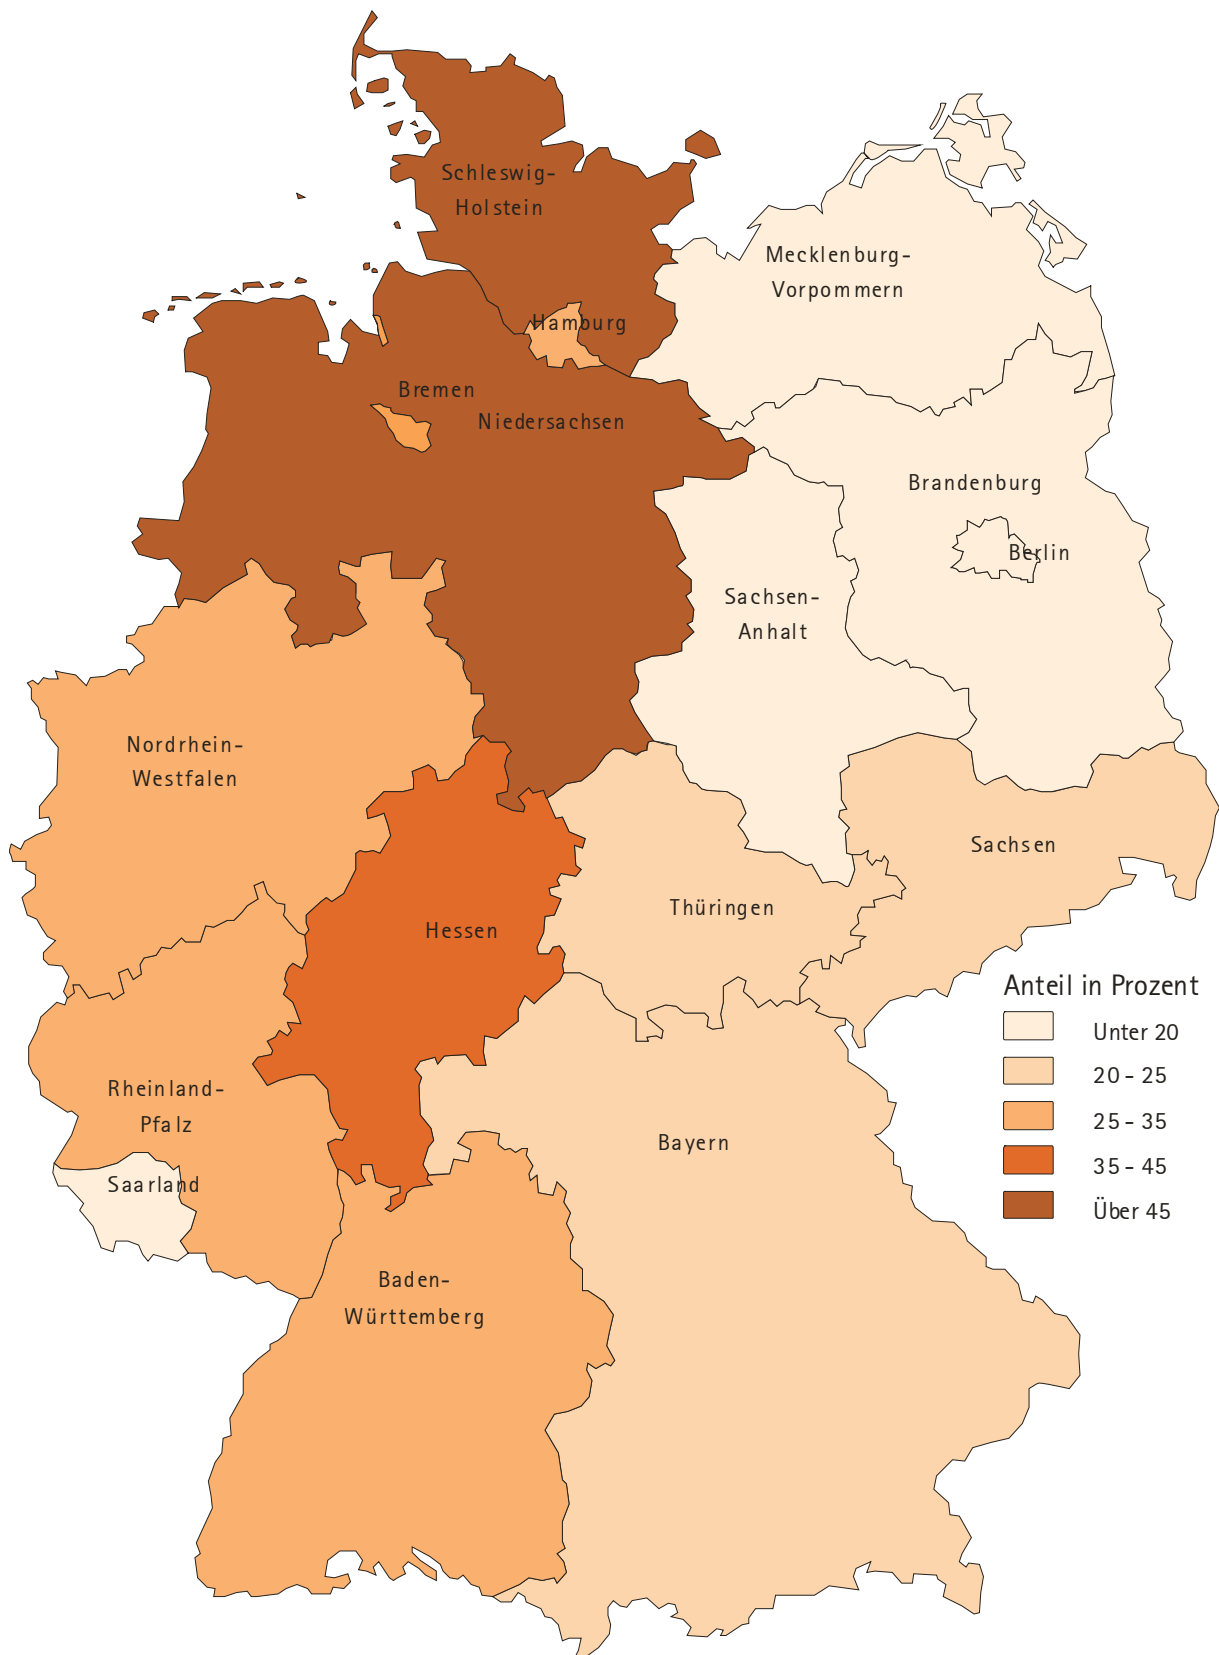 Schleswig-
Holstein
Mecklenburg-
Vorpommern
Hamburg
Bremen
Niedersachsen
Brandenburg
Berlin
Sachsen-
Anhalt
Nordrhein-
Westfalen
Sachsen
Thüringen
Hessen
Rheinland-
Pfalz
Saarland
Bayern
Baden-
Württemberg
Anteil in Prozent
Unter 20
20 - 25
25 - 35
35 - 45
Über 45